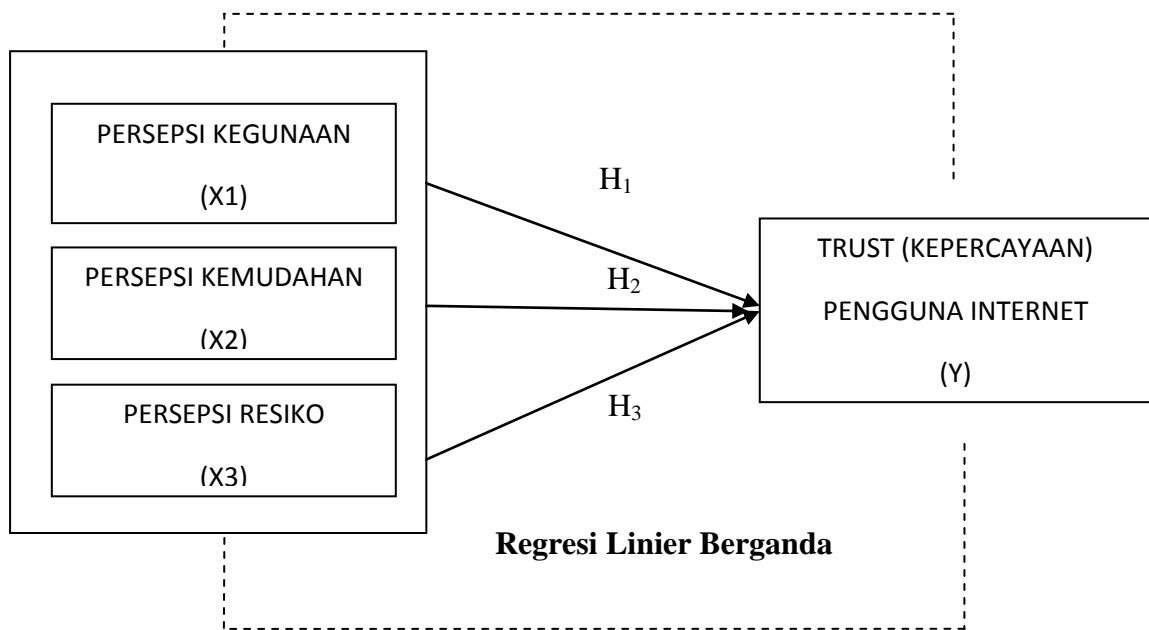 PERSEPSI KEGUNAAN
(X1)
PERSEPSI KEMUDAHAN
(X2)
PERSEPSI RESIKO
(X3)
H₁
H₂
H₃
TRUST (KEPERCAYAAN)
PENGGUNA INTERNET
(Y)
Regresi Linier Berganda